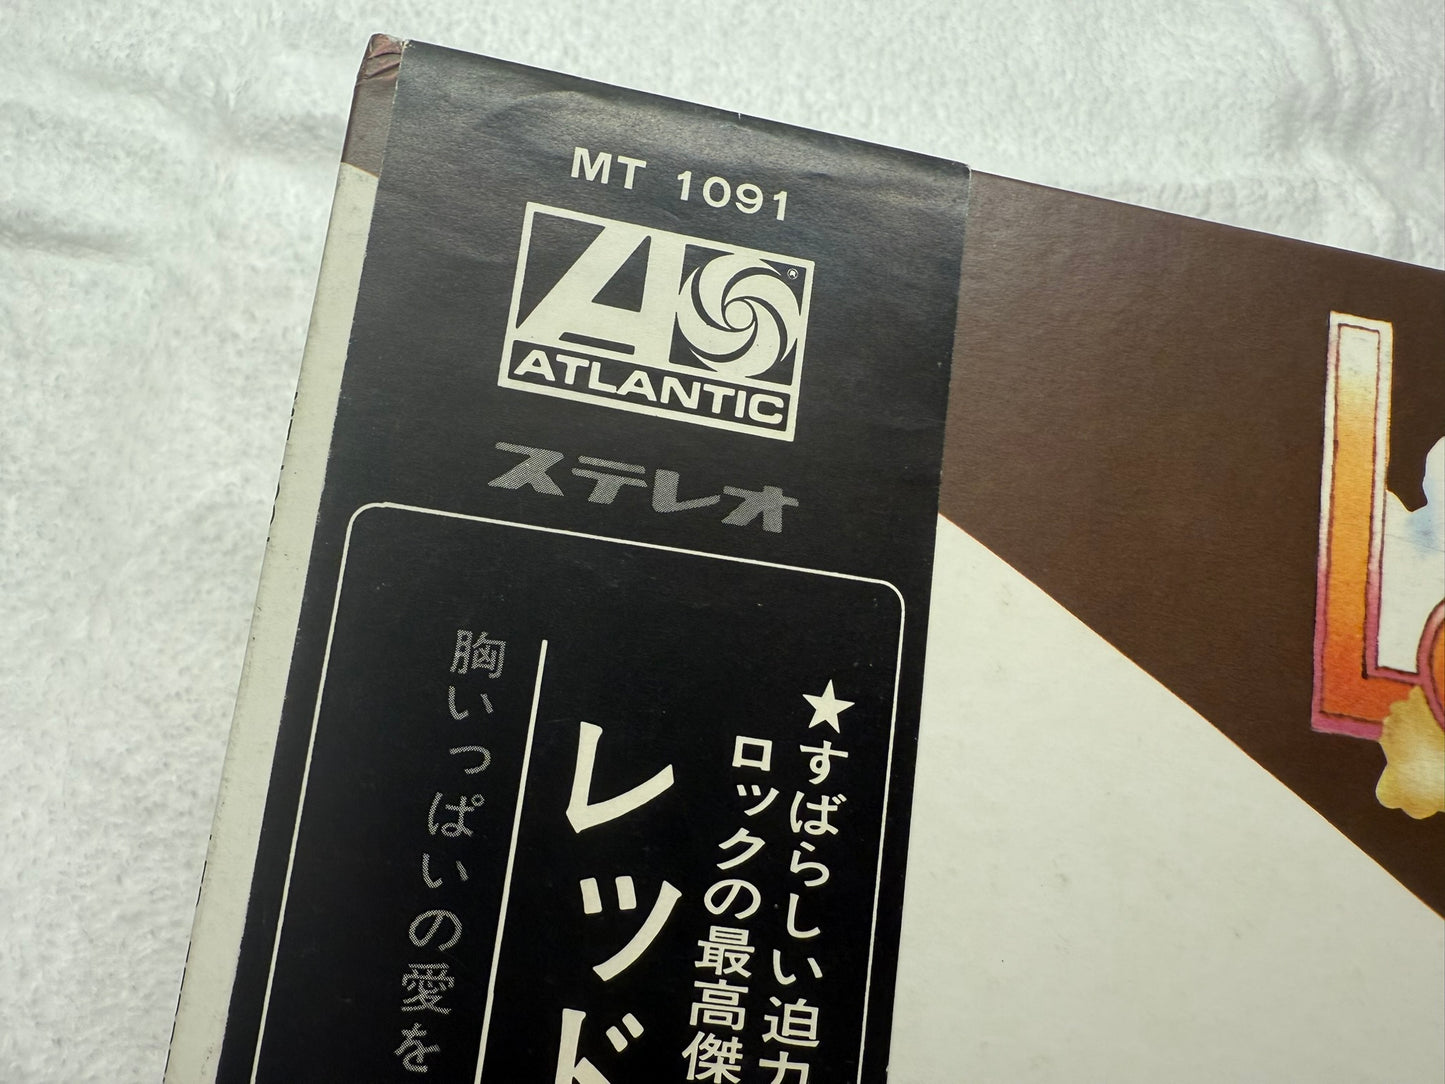 MT 1091
ATLANTIC
ステレオ
★すばらしい迫力
ロックの最高傑
レッド
胸いっぱいの愛を